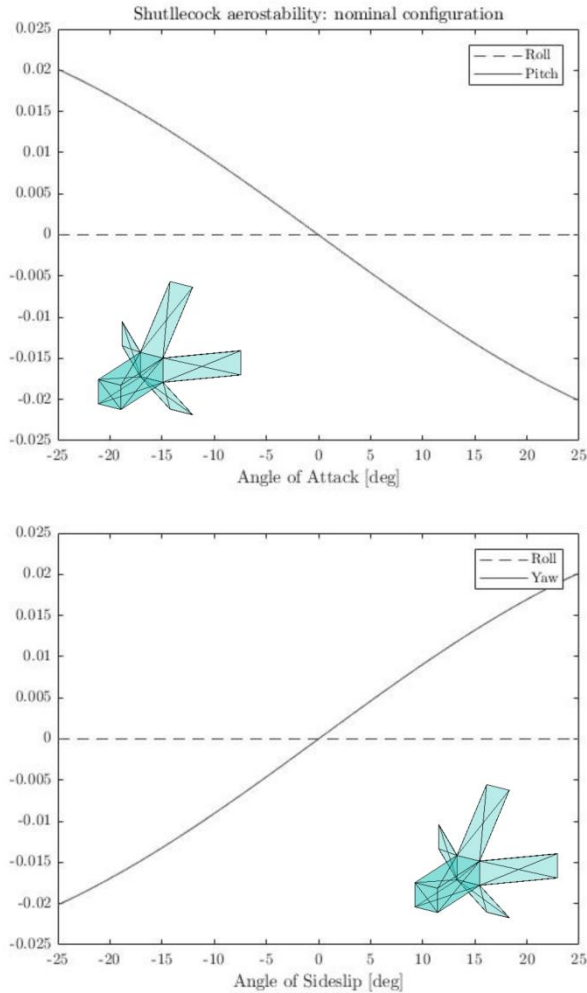 Shutllecock aerostability: nominal configuration
0.025
0.02
0.015
0.01
0.005
0
-0.005
-0.01
-0.015
-0.02
-0.025
Roll
Pitch
-25 -20 -15 -10 -5 0 5 10 15 20 25
Angle of Attack [deg]
0.025
0.02
0.015
0.01
0.005
0
-0.005
-0.01
-0.015
-0.02
-0.025
Roll
Yaw
-25 -20 -15 -10 -5 0 5 10 15 20 25
Angle of Sideslip [deg]